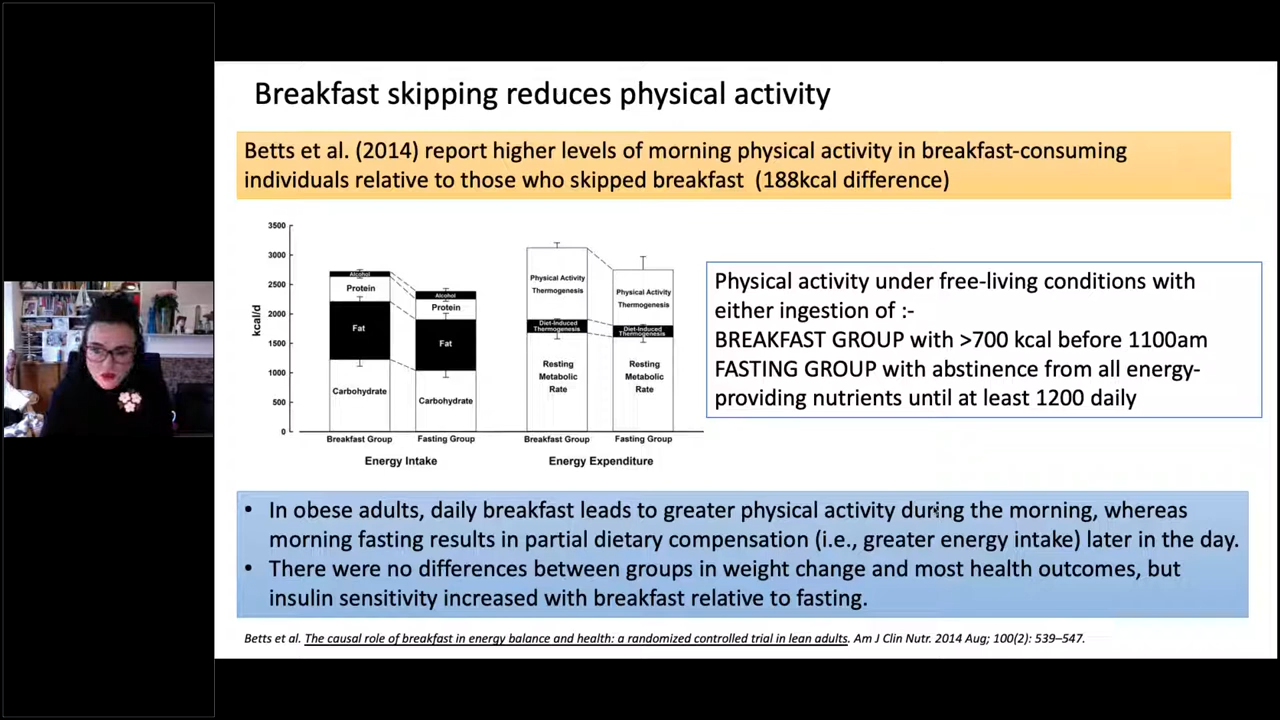 Breakfast skipping reduces physical activity
Betts et al. (2014) report higher levels of morning physical activity in breakfast-consuming
individuals relative to those who skipped breakfast (188kcal difference)
3500
3000
2500
2000
1500
1000
500
0
kcal/d
Alcohol
Protein
Fat
Carbohydrate
Breakfast Group
Alcohol
Protein
Fat
Carbohydrate
Fasting Group
Energy Intake
Physical Activity
Thermogenesis
Diet-Induced
Thermogenesis
Resting
Metabolic
Rate
Breakfast Group
Physical Activity
Thermogenesis
Diet-Induced
Thermogenesis
Resting
Metabolic
Rate
Fasting Group
Energy Expenditure
Physical activity under free-living conditions with
either ingestion of :-
BREAKFAST GROUP with >700 kcal before 1100am
FASTING GROUP with abstinence from all energy-
providing nutrients until at least 1200 daily
• In obese adults, daily breakfast leads to greater physical activity during the morning, whereas
morning fasting results in partial dietary compensation (i.e., greater energy intake) later in the day.
• There were no differences between groups in weight change and most health outcomes, but
insulin sensitivity increased with breakfast relative to fasting.
Betts et al. The causal role of breakfast in energy balance and health: a randomized controlled trial in lean adults. Am J Clin Nutr. 2014 Aug; 100(2): 539–547.